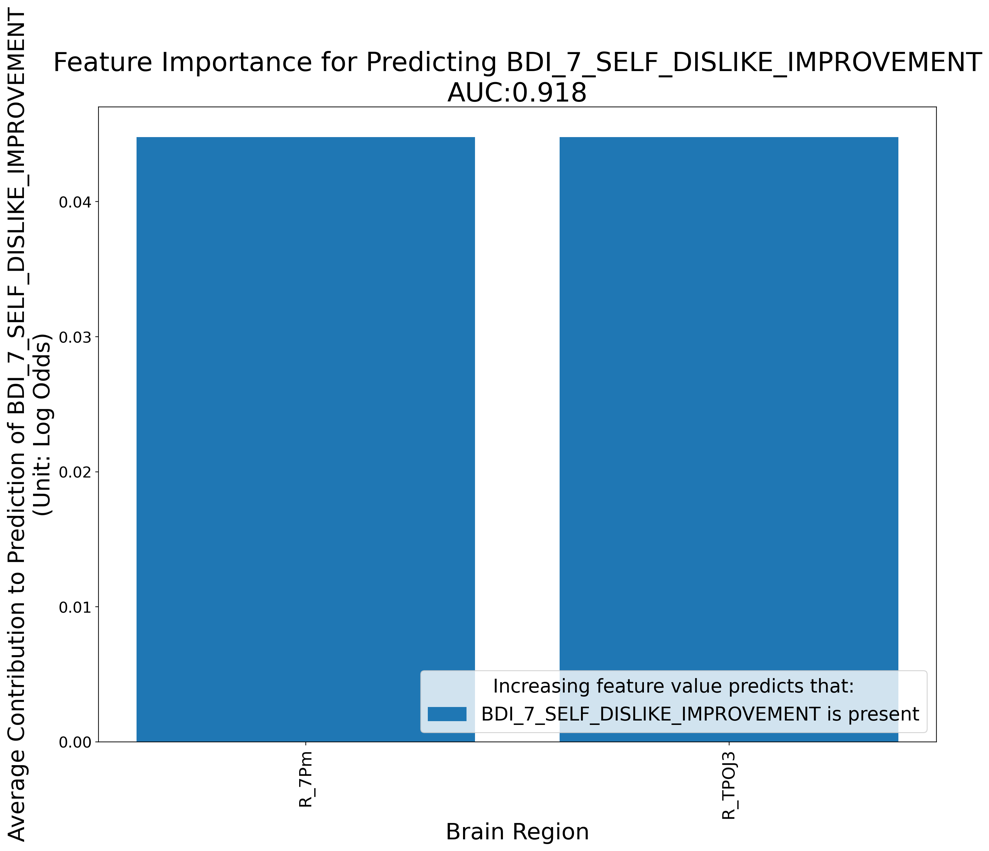 Feature Importance for Predicting BDI_7_SELF_DISLIKE_IMPROVEMENT
AUC:0.918
Average Contribution to Prediction of BDI_7_SELF_DISLIKE_IMPROVEMENT
(Unit: Log Odds)
0.04
0.03
0.02
0.01
0.00
Increasing feature value predicts that:
BDI_7_SELF_DISLIKE_IMPROVEMENT is present
R_7Pm
R_TPOJ3
Brain Region